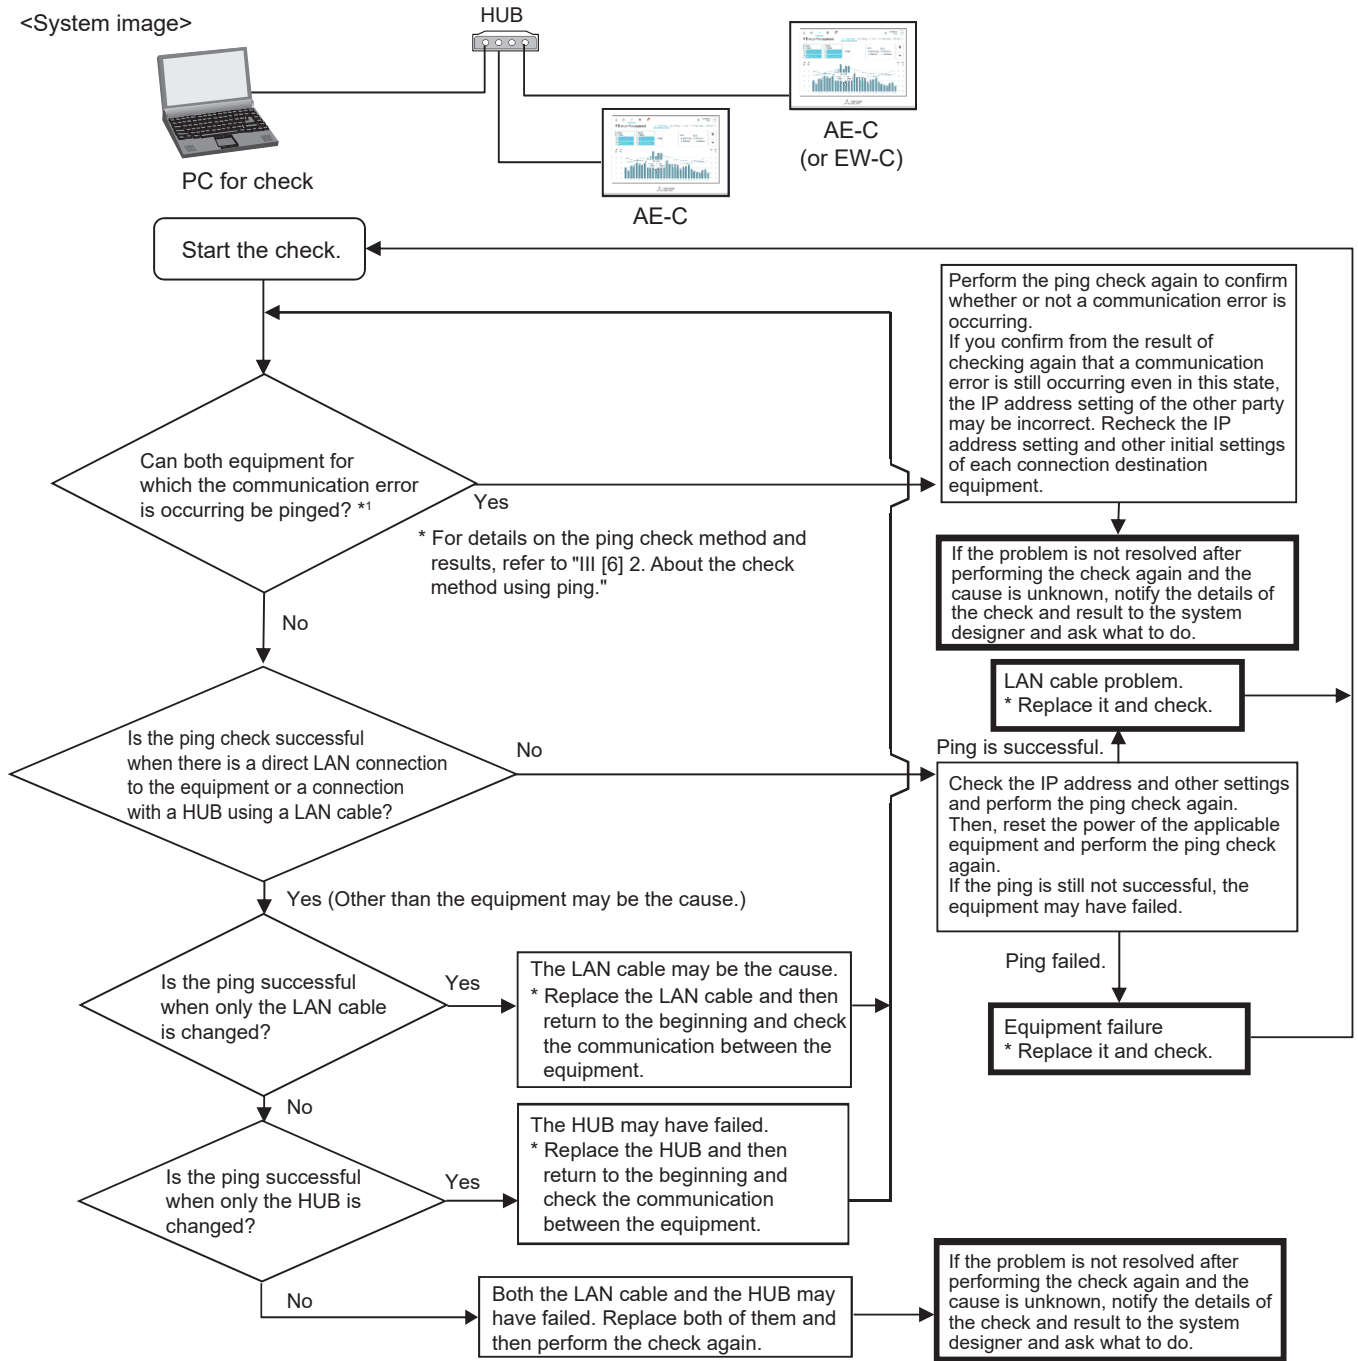 <System image>
HUB
PC for check
AE-C
AE-C
(or EW-C)
Start the check.
Can both equipment for
which the communication error
is occurring be pinged? *1
Yes
* For details on the ping check method and
results, refer to "III [6] 2. About the check
method using ping."
No
Perform the ping check again to confirm
whether or not a communication error is
occurring.
If you confirm from the result of
checking again that a communication
error is still occurring even in this state,
the IP address setting of the other party
may be incorrect. Recheck the IP
address setting and other initial settings
of each connection destination
equipment.
If the problem is not resolved after
performing the check again and the
cause is unknown, notify the details of
the check and result to the system
designer and ask what to do.
Is the ping check successful
when there is a direct LAN connection
to the equipment or a connection
with a HUB using a LAN cable?
No
LAN cable problem.
* Replace it and check.
Ping is successful.
Check the IP address and other settings
and perform the ping check again.
Then, reset the power of the applicable
equipment and perform the ping check
again.
If the ping is still not successful, the
equipment may have failed.
Ping failed.
Equipment failure
* Replace it and check.
Yes (Other than the equipment may be the cause.)
Is the ping successful
when only the LAN cable
is changed?
Yes
The LAN cable may be the cause.
* Replace the LAN cable and then
return to the beginning and check
the communication between the
equipment.
No
Is the ping successful
when only the HUB is
changed?
Yes
The HUB may have failed.
* Replace the HUB and then
return to the beginning and
check the communication
between the equipment.
No
Both the LAN cable and the HUB may
have failed. Replace both of them and
then perform the check again.
If the problem is not resolved after
performing the check again and the
cause is unknown, notify the details of
the check and result to the system
designer and ask what to do.